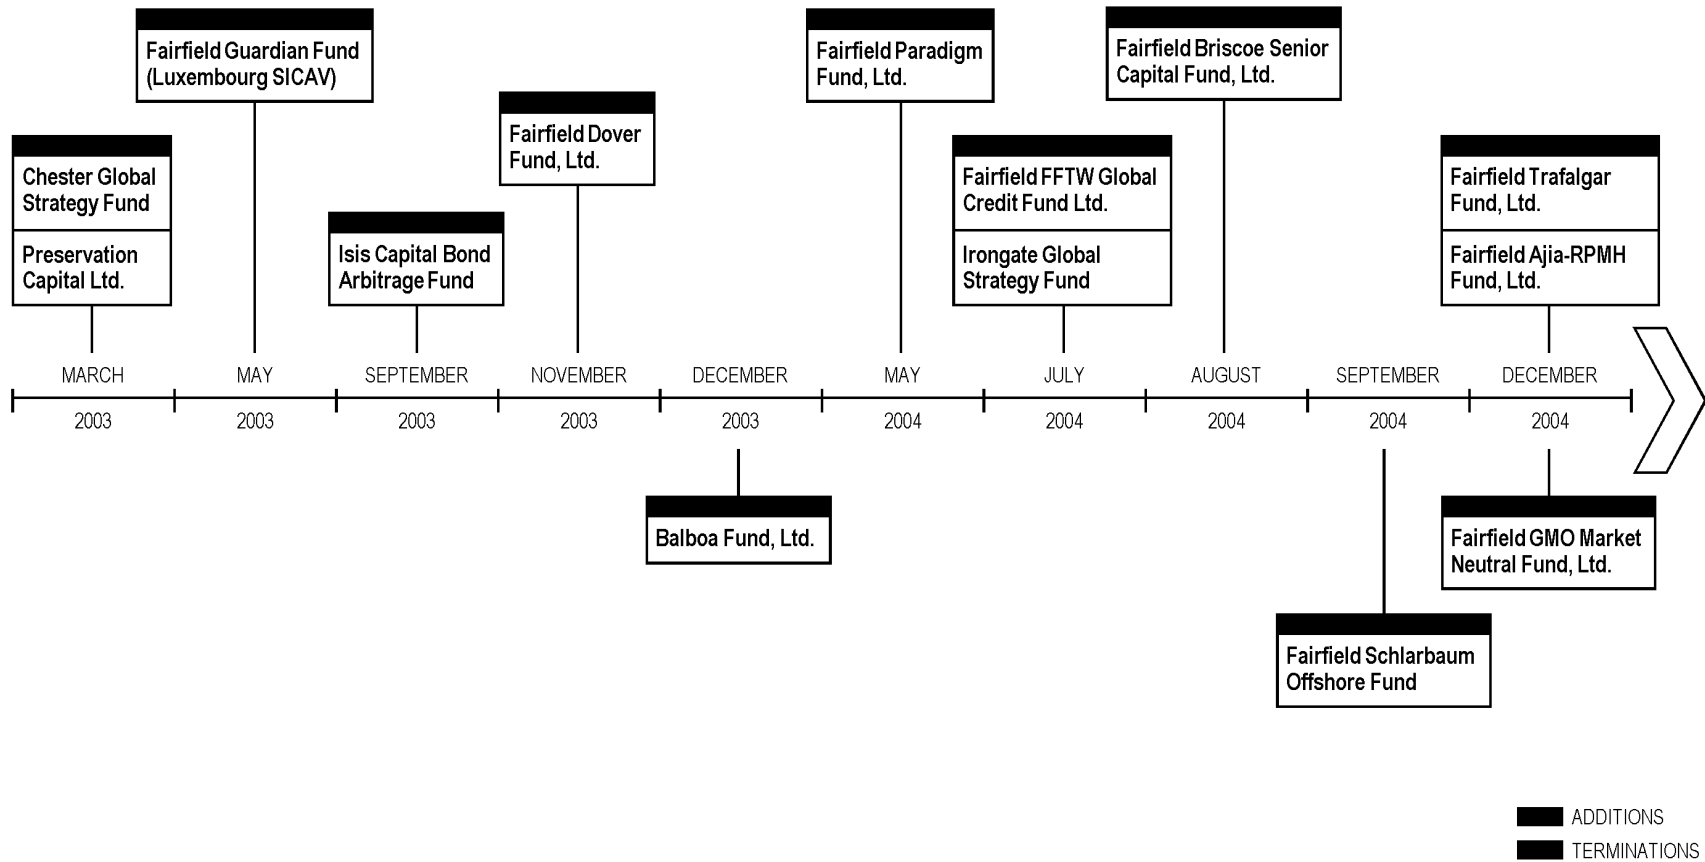 Fairfield Guardian Fund
(Luxembourg SICAV)
Fairfield Paradigm
Fund, Ltd.
Fairfield Briscoe Senior
Capital Fund, Ltd.
Fairfield Dover
Fund, Ltd.
Chester Global
Strategy Fund
Preservation
Capital Ltd.
Isis Capital Bond
Arbitrage Fund
Fairfield FFTW Global
Credit Fund Ltd.
Irongate Global
Strategy Fund
Fairfield Trafalgar
Fund, Ltd.
Fairfield Ajia-RPMH
Fund, Ltd.
MARCH MAY SEPTEMBER NOVEMBER DECEMBER MAY JULY AUGUST SEPTEMBER DECEMBER
2003 2003 2003 2003 2003 2004 2004 2004 2004 2004
Balboa Fund, Ltd.
Fairfield GMO Market
Neutral Fund, Ltd.
Fairfield Schlarbaum
Offshore Fund
ADDITIONS
TERMINATIONS